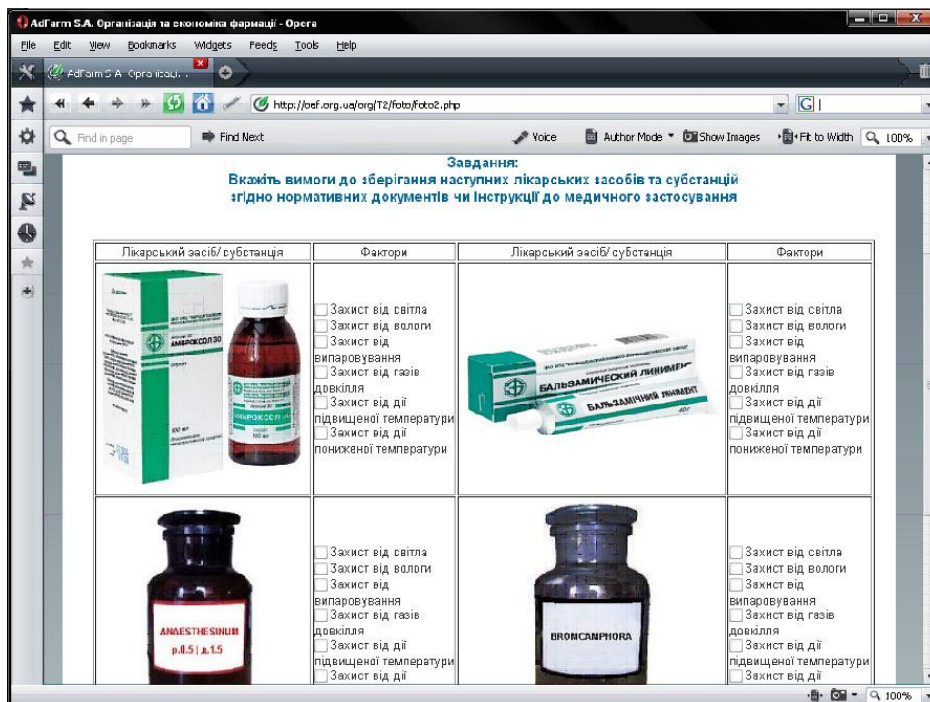 AdFarm S.A. Організація та економіка фармації - Opera
File Edit View Bookmarks Widgets Feeds Tools Help
AdFarm S.A. Організаці...
http://oef.org.ua/org/T2/foto/foto2.php
Find in page Find Next Voice Author Mode Show Images Fit to Width 100%
Завдання:
Вкажіть вимоги до зберігання наступних лікарських засобів та субстанцій
згідно нормативних документів чи інструкції до медичного застосування
Лікарський засіб/субстанція Фактори Лікарський засіб/субстанція Фактори
АМБРОКСОЛ 30
100 мл
АМБРОКСОЛ 30
100 мл
Захист від світла
Захист від вологи
Захист від
випаровування
Захист від газів
довкілля
Захист від дії
підвищеної температури
Захист від дії
пониженої температури
БАЛЬЗАМИЧЕСКИЙ ЛИНИМЕНТ
БАЛЬЗАМІЧНИЙ ЛІНІМЕНТ
40 г
Захист від світла
Захист від вологи
Захист від
випаровування
Захист від газів
довкілля
Захист від дії
підвищеної температури
Захист від дії
пониженої температури
ANAESTHESINUM
р.0.5 | д.1.5
Захист від світла
Захист від вологи
Захист від
випаровування
Захист від газів
довкілля
Захист від дії
підвищеної температури
Захист від дії
BROMCANPHORA
Захист від світла
Захист від вологи
Захист від
випаровування
Захист від газів
довкілля
Захист від дії
підвищеної температури
Захист від дії
100%